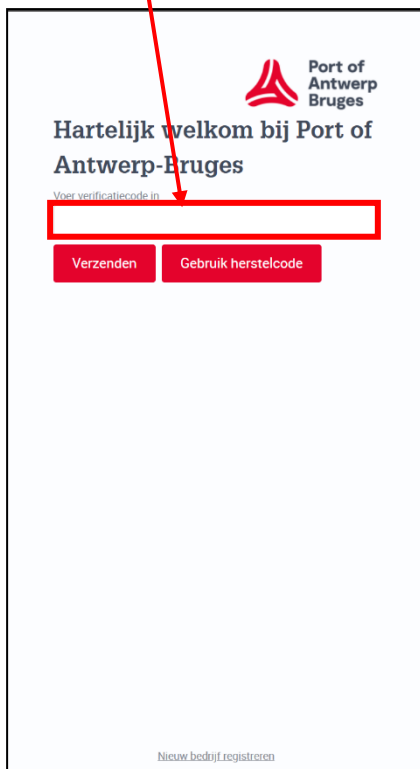 Port of
Antwerp
Bruges
Hartelijk welkom bij Port of
Antwerp-Bruges
Voer verificatiecode in
Verzenden
Gebruik herstelcode
Nieuw bedrijf registreren